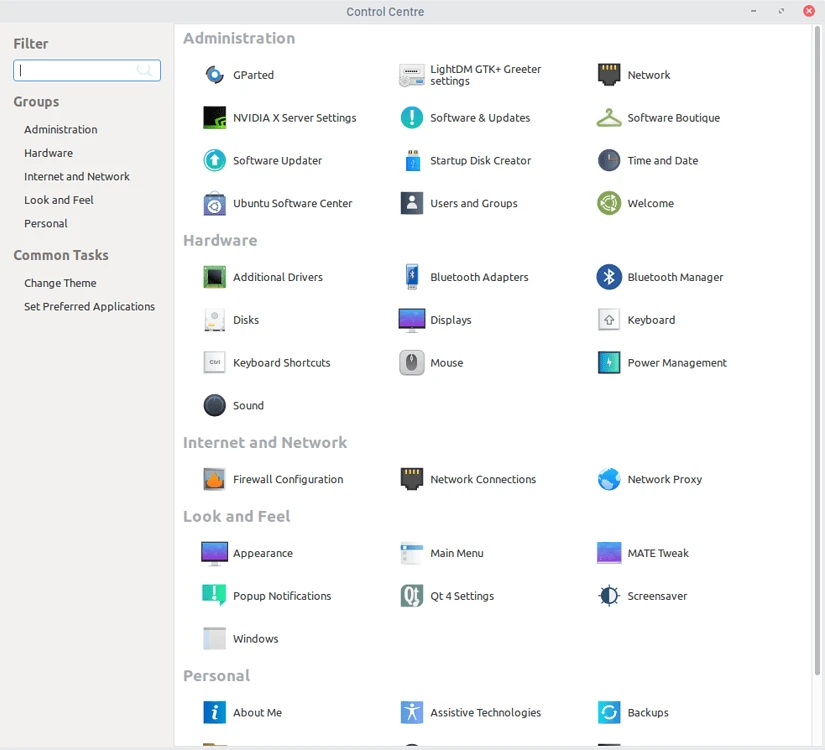 Control Centre
Filter
Groups
Administration
Hardware
Internet and Network
Look and Feel
Personal
Common Tasks
Change Theme
Set Preferred Applications
Administration
GParted
LightDM GTK+ Greeter
settings
Network
NVIDIA X Server Settings
Software & Updates
Software Boutique
Software Updater
Startup Disk Creator
Time and Date
Ubuntu Software Center
Users and Groups
Welcome
Hardware
Additional Drivers
Bluetooth Adapters
Bluetooth Manager
Disks
Displays
Keyboard
Ctrl
Keyboard Shortcuts
Mouse
Power Management
Sound
Internet and Network
Firewall Configuration
Network Connections
Network Proxy
Look and Feel
Appearance
Main Menu
MATE Tweak
Popup Notifications
Qt
Qt 4 Settings
Screensaver
Windows
Personal
About Me
Assistive Technologies
Backups